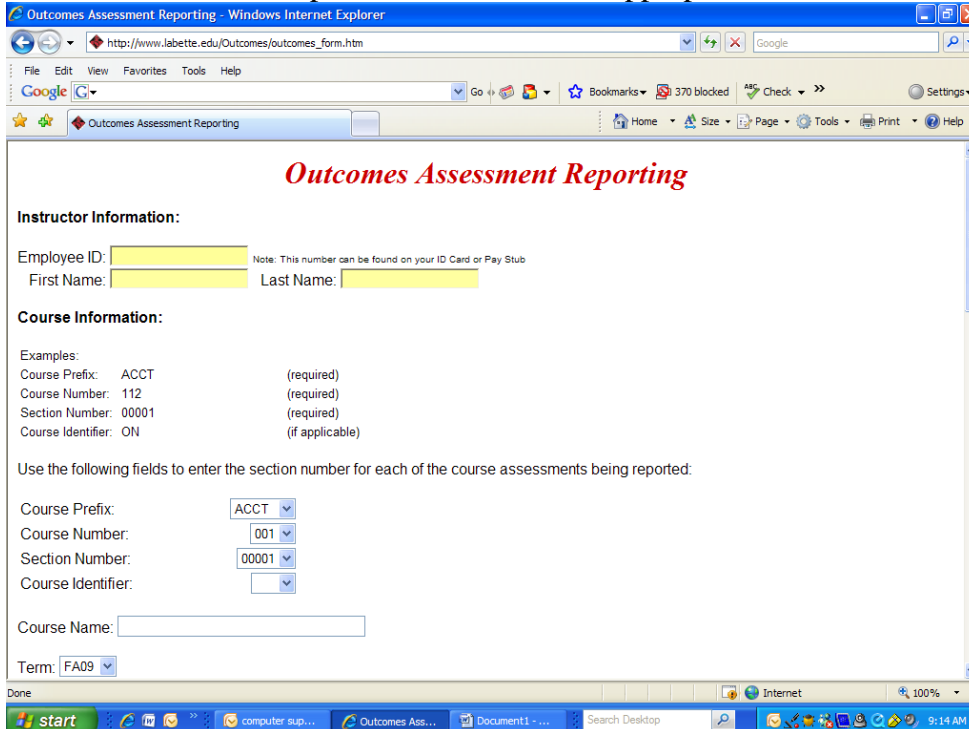 Outcomes Assessment Reporting - Windows Internet Explorer
http://www.labette.edu/Outcomes/outcomes_form.htm
Google
File Edit View Favorites Tools Help
Google G Go Bookmarks 370 blocked ABC Check » Settings
Outcomes Assessment Reporting Home Size Page Tools Print Help
Outcomes Assessment Reporting
Instructor Information:
Employee ID: Note: This number can be found on your ID Card or Pay Stub
First Name: Last Name:
Course Information:
Examples:
Course Prefix: ACCT (required)
Course Number: 112 (required)
Section Number: 00001 (required)
Course Identifier: ON (if applicable)
Use the following fields to enter the section number for each of the course assessments being reported:
Course Prefix: ACCT
Course Number: 001
Section Number: 00001
Course Identifier:
Course Name:
Term: FA09
Done Internet 100%
start » computer sup... Outcomes Ass... Document1 - ... Search Desktop 9:14 AM